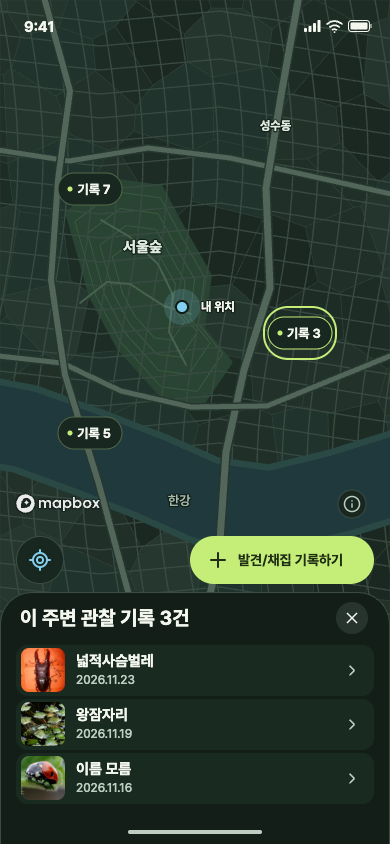 9:41
성수동
기록 7
서울숲
내 위치
기록 3
기록 5
mapbox
한강
발견/채집 기록하기
이 주변 관찰 기록 3건
넓적사슴벌레
2026.11.23
왕잠자리
2026.11.19
이름 모름
2026.11.16